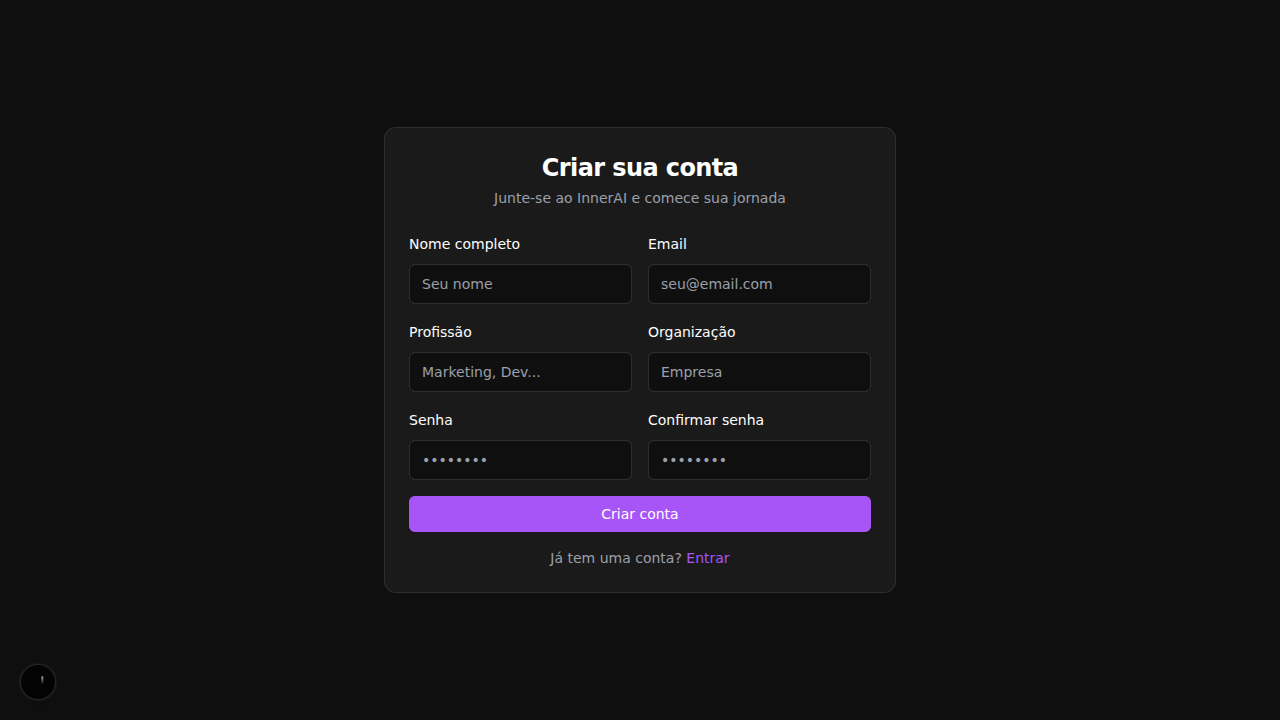 Criar sua conta
Junte-se ao InnerAI e comece sua jornada
Nome completo
Email
Seu nome
seu@email.com
Profissão
Organização
Marketing, Dev...
Empresa
Senha
Confirmar senha
••••••••
••••••••
Criar conta
Já tem uma conta? Entrar